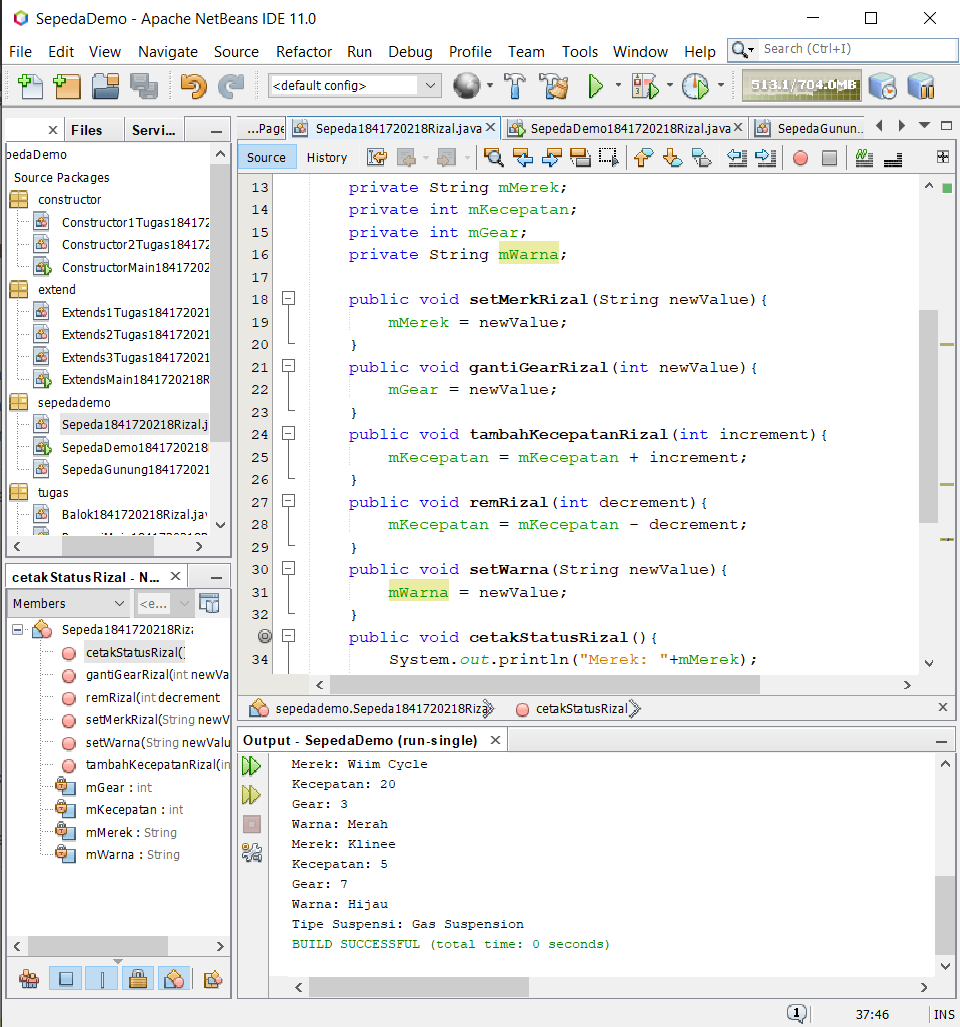 SepedaDemo - Apache NetBeans IDE 11.0
File Edit View Navigate Source Refactor Run Debug Profile Team Tools Window Help Search (Ctrl+I)
<default config> 513.1/704.0MB
Files Servi...
...Page Sepeda1841720218Rizal.java SepedaDemo1841720218Rizal.java SepedaGunun...
Source History
pedaDemo
Source Packages
constructor
Constructor1Tugas18417
Constructor2Tugas18417
ConstructorMain18417202
extend
Extends1Tugas184172021
Extends2Tugas184172021
Extends3Tugas184172021
ExtendsMain1841720218R
sepedademo
Sepeda1841720218Rizal.j
SepedaDemo1841720218
SepedaGunung184172021
tugas
Balok1841720218Rizal.jav
13 private String mMerek;
14 private int mKecepatan;
15 private int mGear;
16 private String mWarna;
17
18 public void setMerkRizal(String newValue){
19 mMerek = newValue;
20 }
21 public void gantiGearRizal(int newValue){
22 mGear = newValue;
23 }
24 public void tambahKecepatanRizal(int increment){
25 mKecepatan = mKecepatan + increment;
26 }
27 public void remRizal(int decrement){
28 mKecepatan = mKecepatan - decrement;
29 }
30 public void setWarna(String newValue){
31 mWarna = newValue;
32 }
public void cetakStatusRizal(){
34 System.out.println("Merek: "+mMerek);
sepedademo.Sepeda1841720218Riza cetakStatusRizal
cetakStatusRizal - N...
Members <e...
Sepeda1841720218Riz
cetakStatusRizal()
gantiGearRizal(int newVa
remRizal(int decrement
setMerkRizal(String newV
setWarna(String newValu
tambahKecepatanRizal(in
mGear : int
mKecepatan : int
mMerek : String
mWarna : String
Output - SepedaDemo (run-single)
Merek: Wiim Cycle
Kecepatan: 20
Gear: 3
Warna: Merah
Merek: Klinee
Kecepatan: 5
Gear: 7
Warna: Hijau
Tipe Suspensi: Gas Suspension
BUILD SUCCESSFUL (total time: 0 seconds)
1 37:46 INS